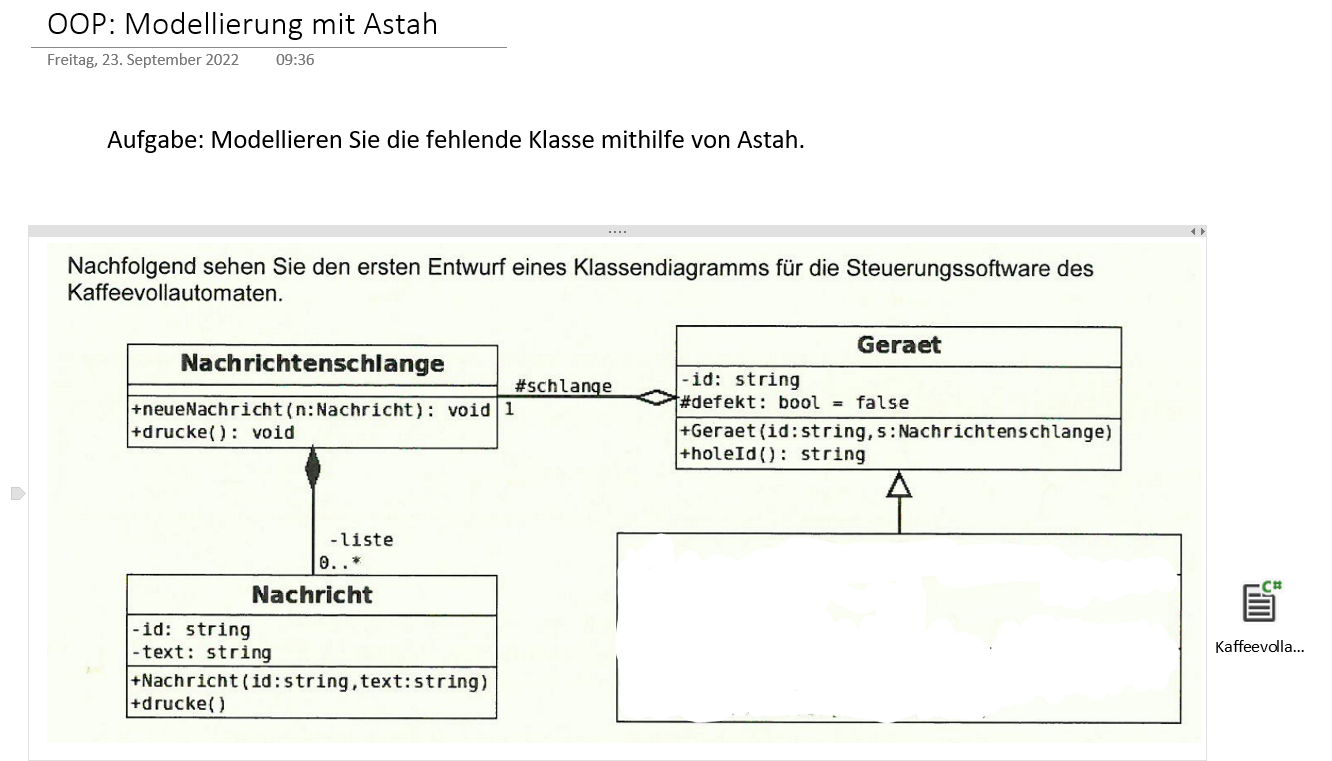 OOP: Modellierung mit Astah
Freitag, 23. September 2022 09:36
Aufgabe: Modellieren Sie die fehlende Klasse mithilfe von Astah.
Nachfolgend sehen Sie den ersten Entwurf eines Klassendiagramms für die Steuerungssoftware des
Kaffeevollautomaten.
Nachrichtenschlange
+neueNachricht(n:Nachricht): void
+drucke(): void
#schlange
1
Geraet
-id: string
#defekt: bool = false
+Geraet(id:string,s:Nachrichtenschlange)
+holeId(): string
-liste
0..*
Nachricht
-id: string
-text: string
+Nachricht(id:string,text:string)
+drucke()
C#
Kaffeevolla...